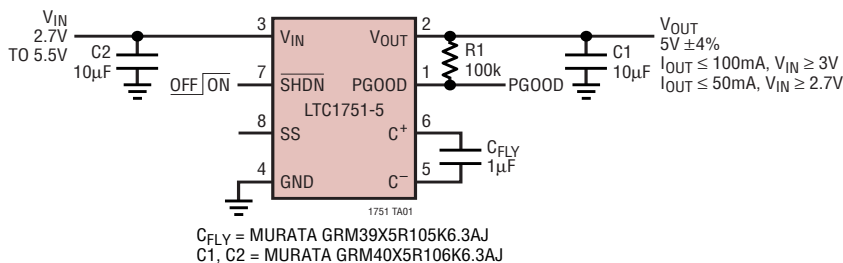 VIN
2.7V
TO 5.5V
C2
10µF
OFF ON
3
7
8
4
VIN
SHDN
SS
GND
VOUT
PGOOD
LTC1751-5
C+
C–
2
1
6
5
R1
100k
PGOOD
CFLY
1µF
C1
10µF
VOUT
5V ±4%
IOUT ≤ 100mA, VIN ≥ 3V
IOUT ≤ 50mA, VIN ≥ 2.7V
1751 TA01
CFLY = MURATA GRM39X5R105K6.3AJ
C1, C2 = MURATA GRM40X5R106K6.3AJ